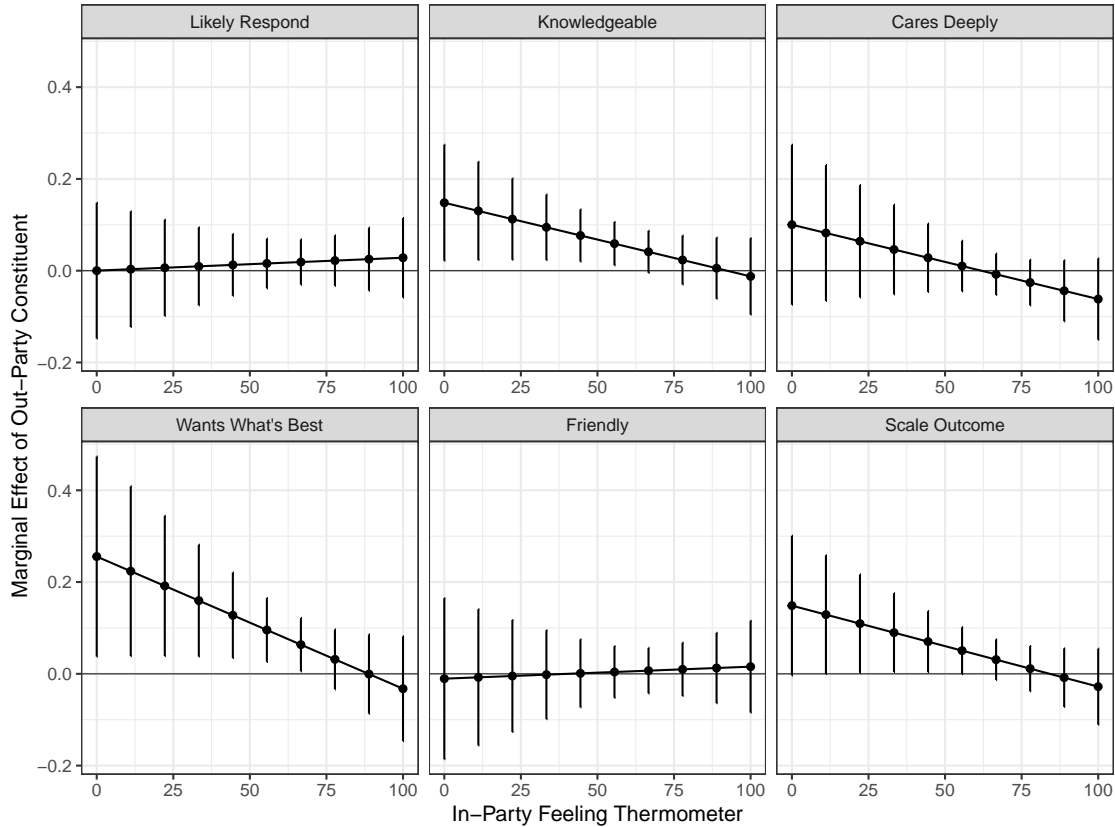 Likely Respond
Knowledgeable
Cares Deeply
0.4
0.2
0.0
−0.2
0 25 50 75 100
0 25 50 75 100
0 25 50 75 100
Wants What's Best
Friendly
Scale Outcome
0.4
0.2
0.0
−0.2
0 25 50 75 100
0 25 50 75 100
0 25 50 75 100
Marginal Effect of Out−Party Constituent
In−Party Feeling Thermometer